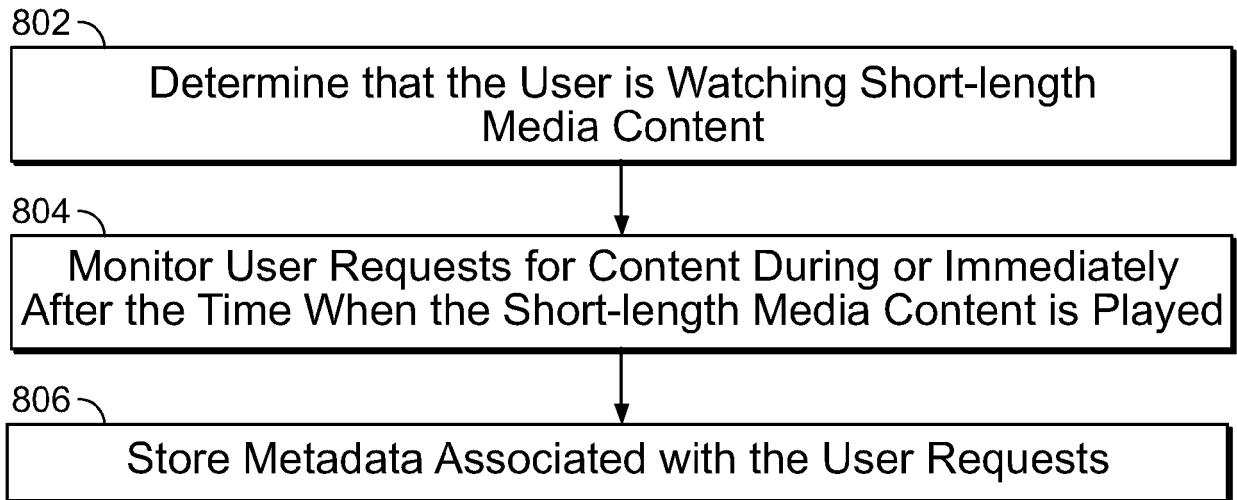 802
Determine that the User is Watching Short-length
Media Content
804
Monitor User Requests for Content During or Immediately
After the Time When the Short-length Media Content is Played
806
Store Metadata Associated with the User Requests